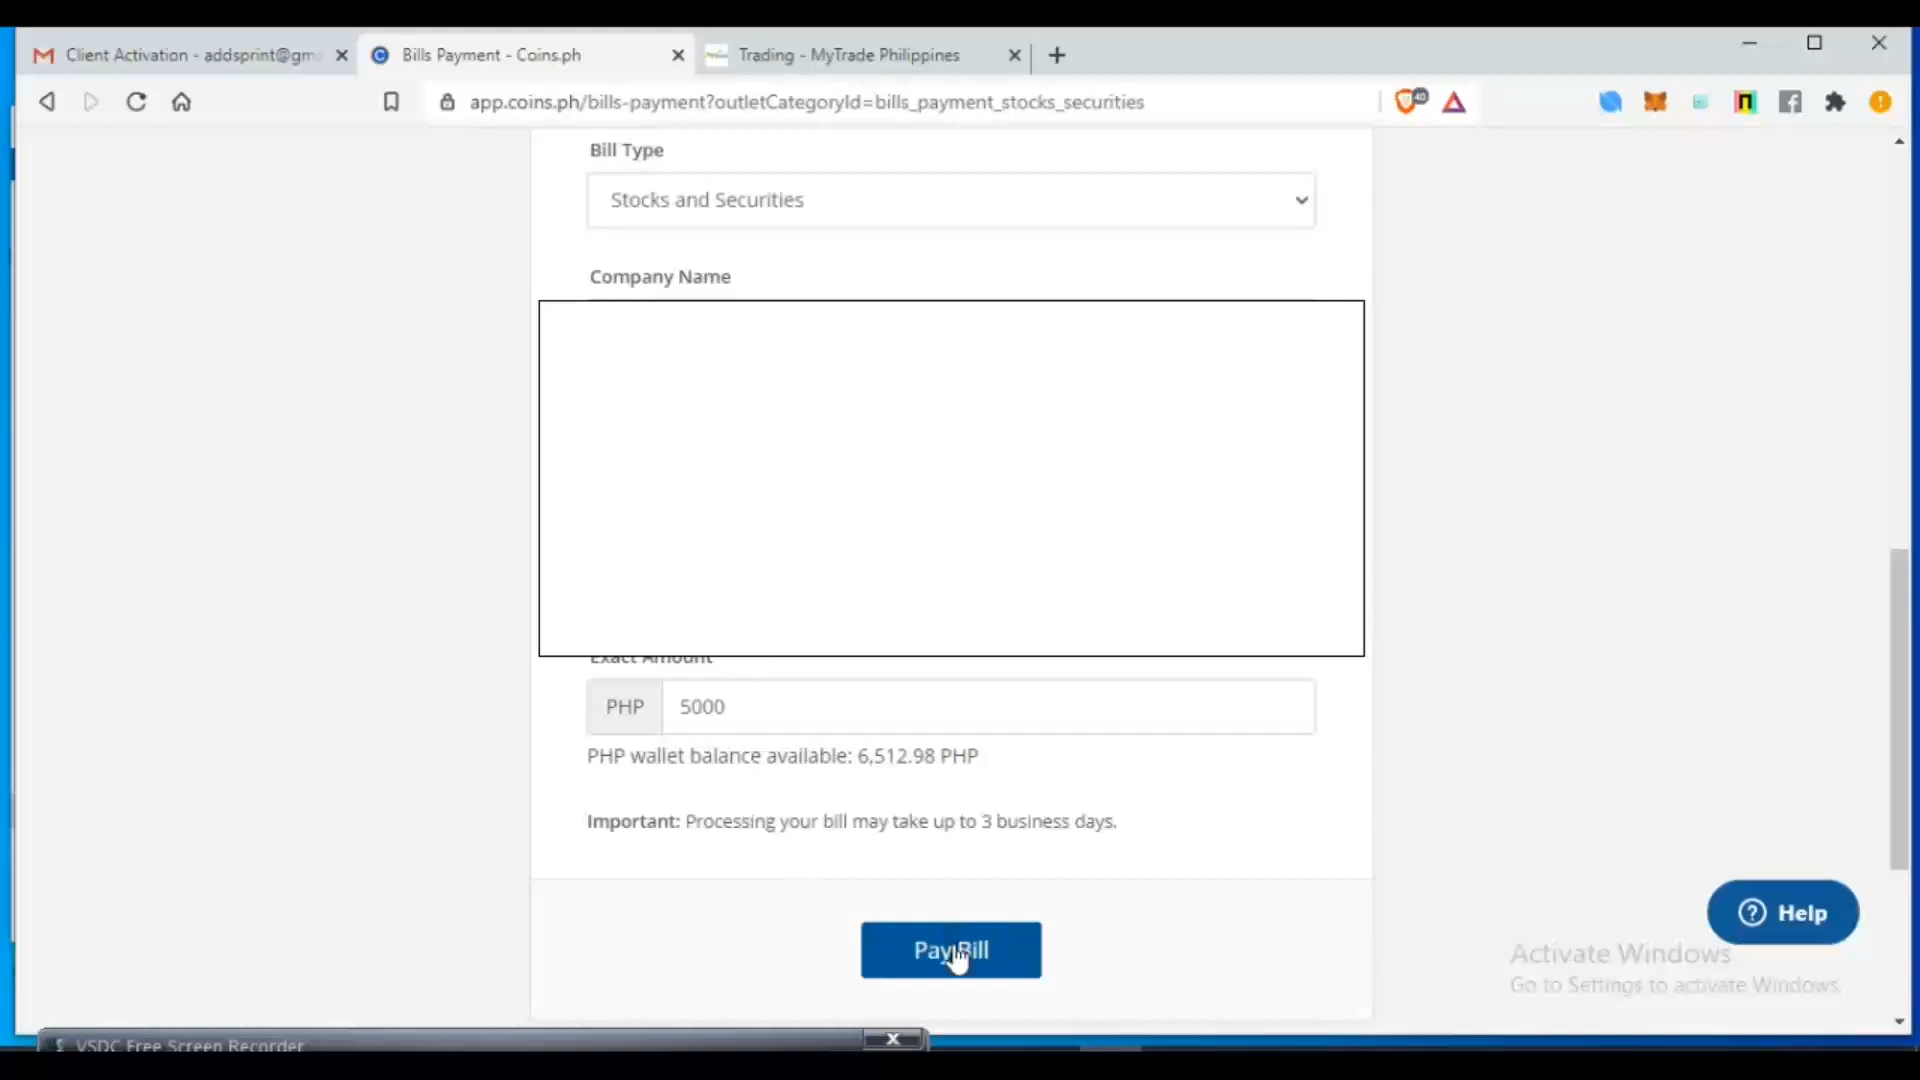 Client Activation - addsprint@gm
Bills Payment - Coins.ph
Trading - MyTrade Philippines
app.coins.ph/bills-payment?outletCategoryId=bills_payment_stocks_securities
40
Bill Type
Stocks and Securities
Company Name
Exact Amount
PHP
5000
PHP wallet balance available: 6,512.98 PHP
Important: Processing your bill may take up to 3 business days.
Pay Bill
Help
Activate Windows
Go to Settings to activate Windows
VSDC Free Screen Recorder